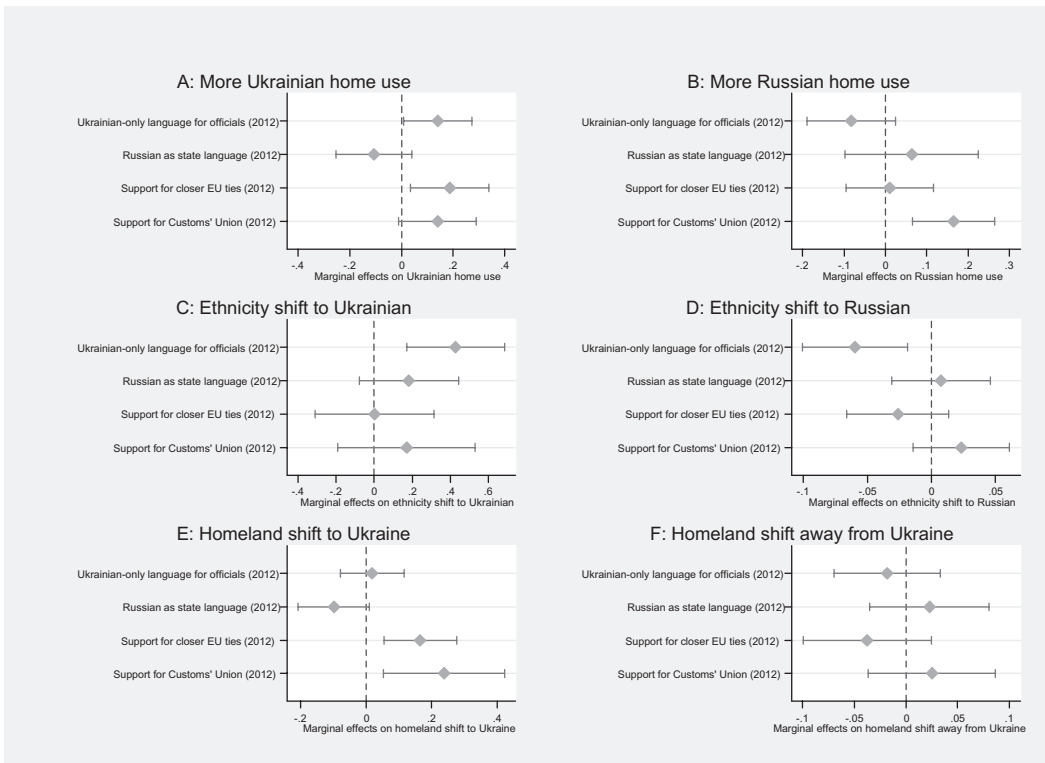 A: More Ukrainian home use
Ukrainian-only language for officials (2012)
Russian as state language (2012)
Support for closer EU ties (2012)
Support for Customs' Union (2012)
-.4 -.2 0 .2 .4
Marginal effects on Ukrainian home use
B: More Russian home use
Ukrainian-only language for officials (2012)
Russian as state language (2012)
Support for closer EU ties (2012)
Support for Customs' Union (2012)
-.2 -.1 0 .1 .2 .3
Marginal effects on Russian home use
C: Ethnicity shift to Ukrainian
Ukrainian-only language for officials (2012)
Russian as state language (2012)
Support for closer EU ties (2012)
Support for Customs' Union (2012)
-.4 -.2 0 .2 .4 .6
Marginal effects on ethnicity shift to Ukrainian
D: Ethnicity shift to Russian
Ukrainian-only language for officials (2012)
Russian as state language (2012)
Support for closer EU ties (2012)
Support for Customs' Union (2012)
-.1 -.05 0 .05
Marginal effects on ethnicity shift to Russian
E: Homeland shift to Ukraine
Ukrainian-only language for officials (2012)
Russian as state language (2012)
Support for closer EU ties (2012)
Support for Customs' Union (2012)
-.2 0 .2 .4
Marginal effects on homeland shift to Ukraine
F: Homeland shift away from Ukraine
Ukrainian-only language for officials (2012)
Russian as state language (2012)
Support for closer EU ties (2012)
Support for Customs' Union (2012)
-.1 -.05 0 .05 .1
Marginal effects on homeland shift away from Ukraine